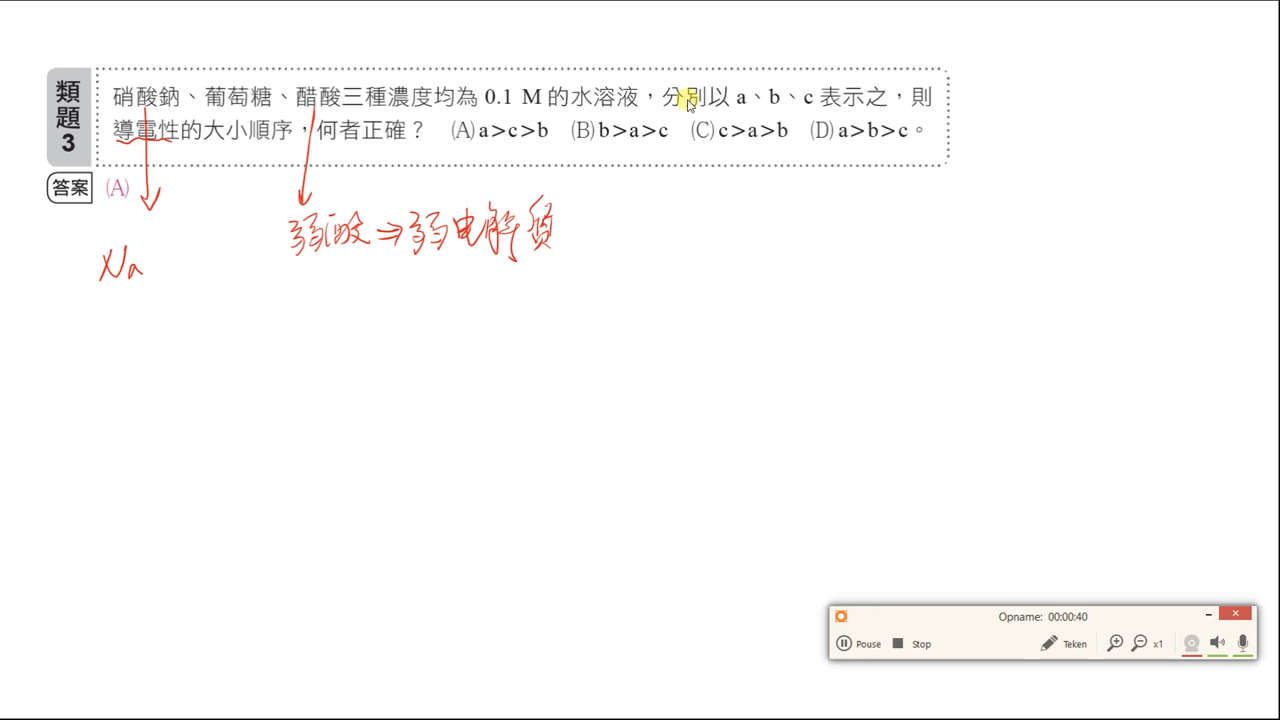 類題3
硝酸鈉、葡萄糖、醋酸三種濃度均為 0.1 M 的水溶液，分別以 a、b、c 表示之，則
導電性的大小順序，何者正確？ (A) a>c>b (B) b>a>c (C) c>a>b (D) a>b>c。
答案 (A)
弱酸⇒弱电解質
Na
Opname: 00:00:40
Pause Stop Teken x1